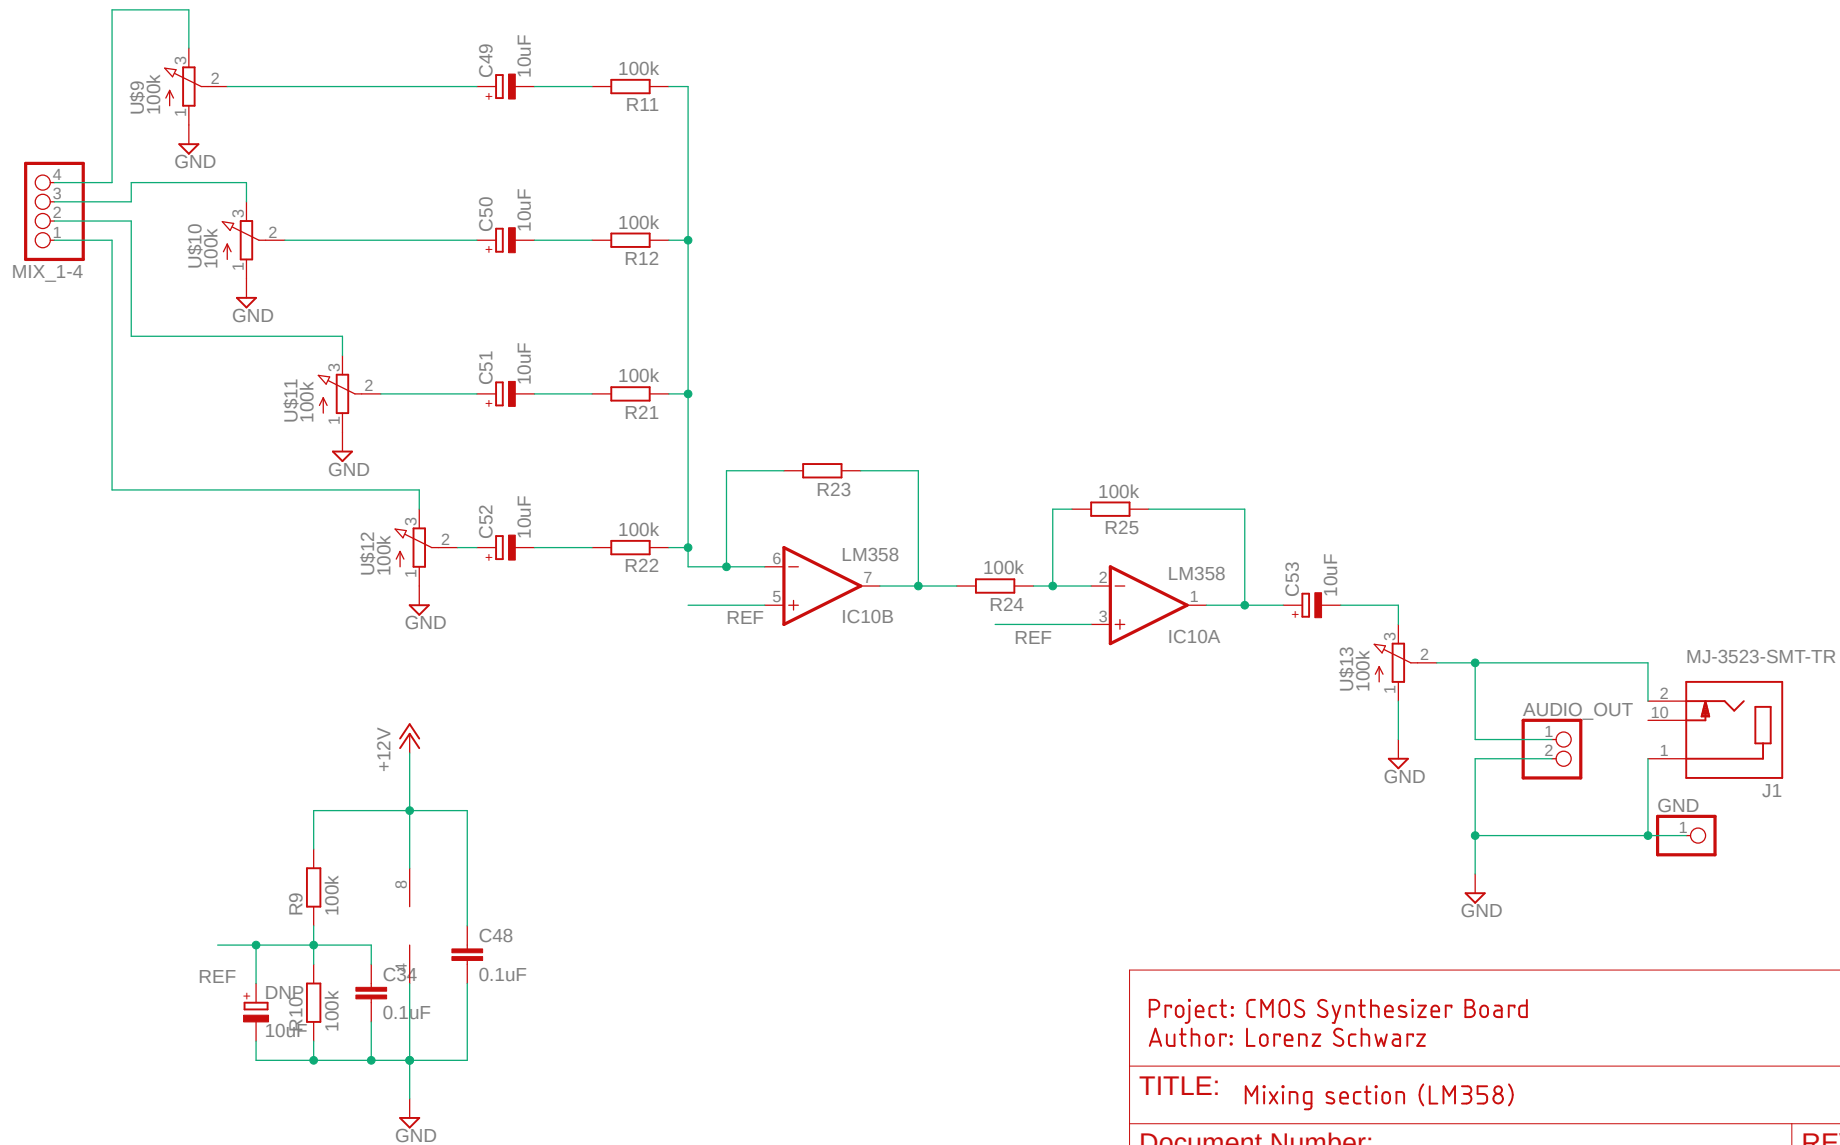 3
U$9
100k
2
1
GND
C49
10uF
+
100k
R11
4
3
2
1
MIX_1-4
3
U$10
100k
2
1
GND
C50
10uF
+
100k
R12
3
U$11
100k
2
1
GND
C51
10uF
+
100k
R21
3
U$12
100k
2
1
GND
C52
10uF
+
100k
R22
R23
6
5
7
LM358
IC10B
REF
100k
R24
100k
R25
2
3
1
LM358
IC10A
REF
C53
10uF
+
3
U$13
100k
2
1
GND
MJ-3523-SMT-TR
2
10
1
J1
AUDIO_OUT
1
2
GND
1
GND
+12V
R9
100k
8
4
C48
0.1uF
REF
+
DNP
10uF
R10
100k
C34
0.1uF
GND
Project: CMOS Synthesizer Board
Author: Lorenz Schwarz
TITLE: Mixing section (LM358)
Document Number:
RE